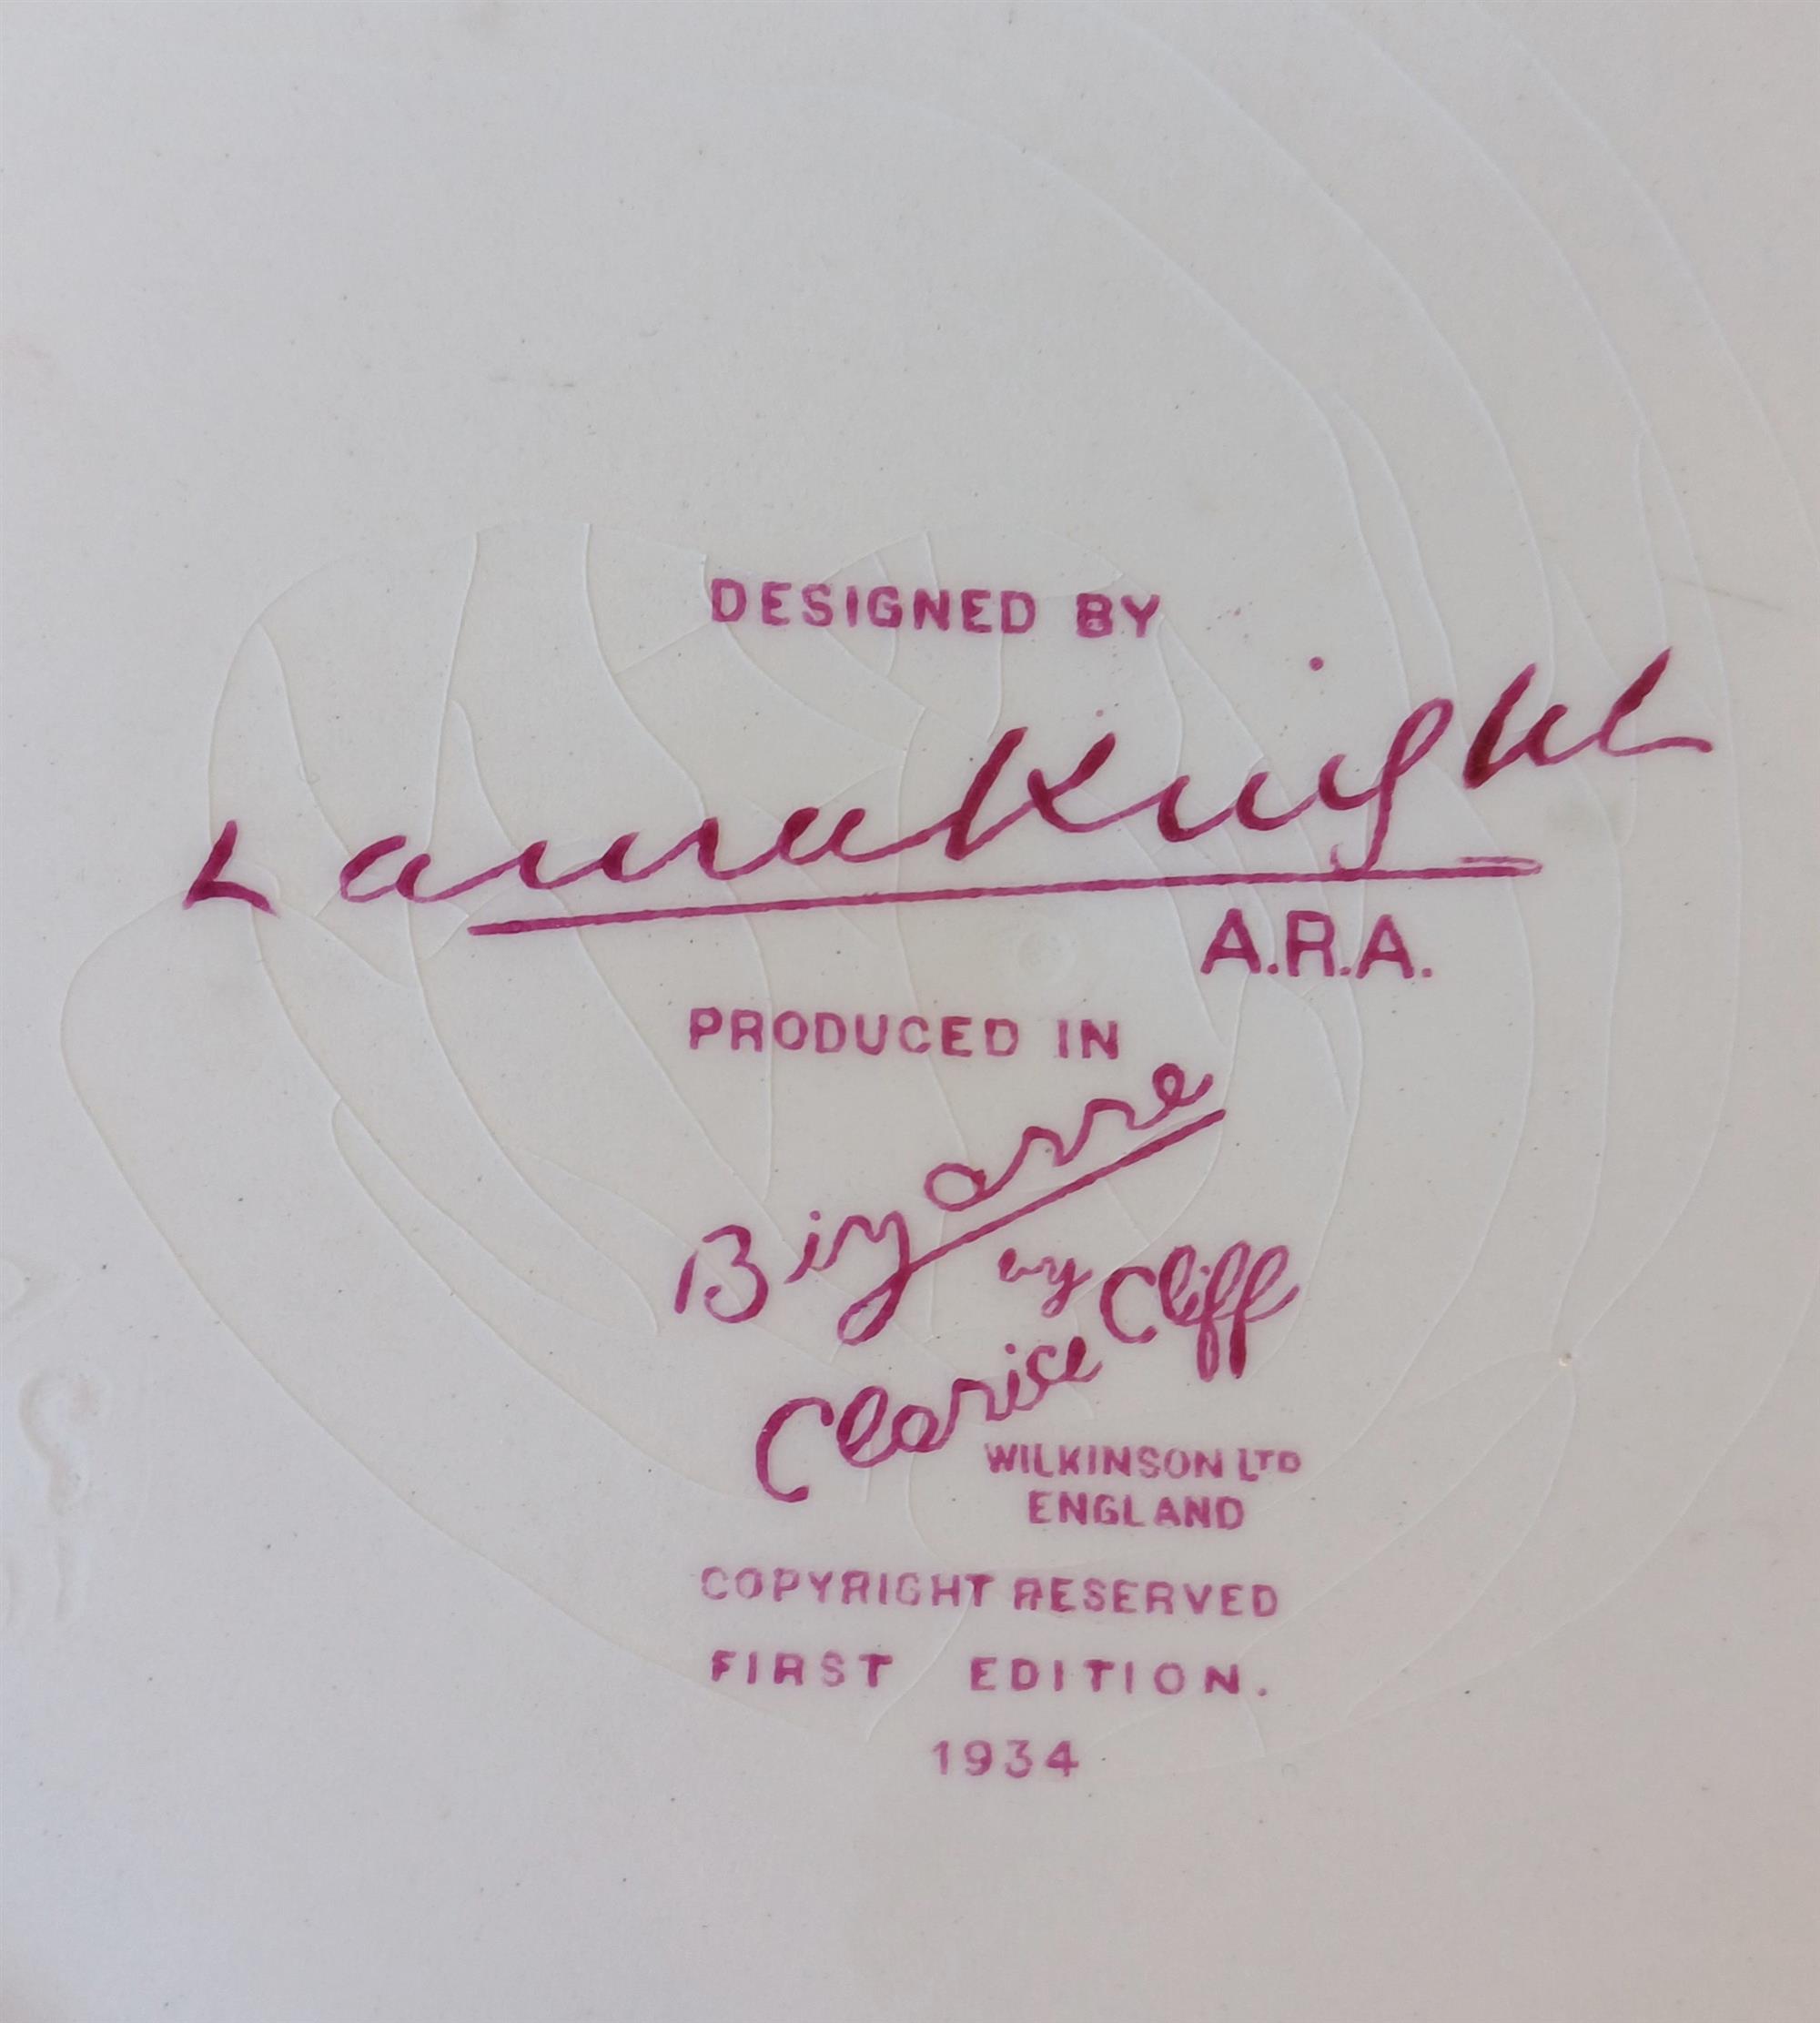 DESIGNED BY
Laura Knight
A.R.A.
PRODUCED IN
Bizarre
by
Clarice Cliff
WILKINSON LTD
ENGLAND
COPYRIGHT RESERVED
FIRST EDITION.
1934